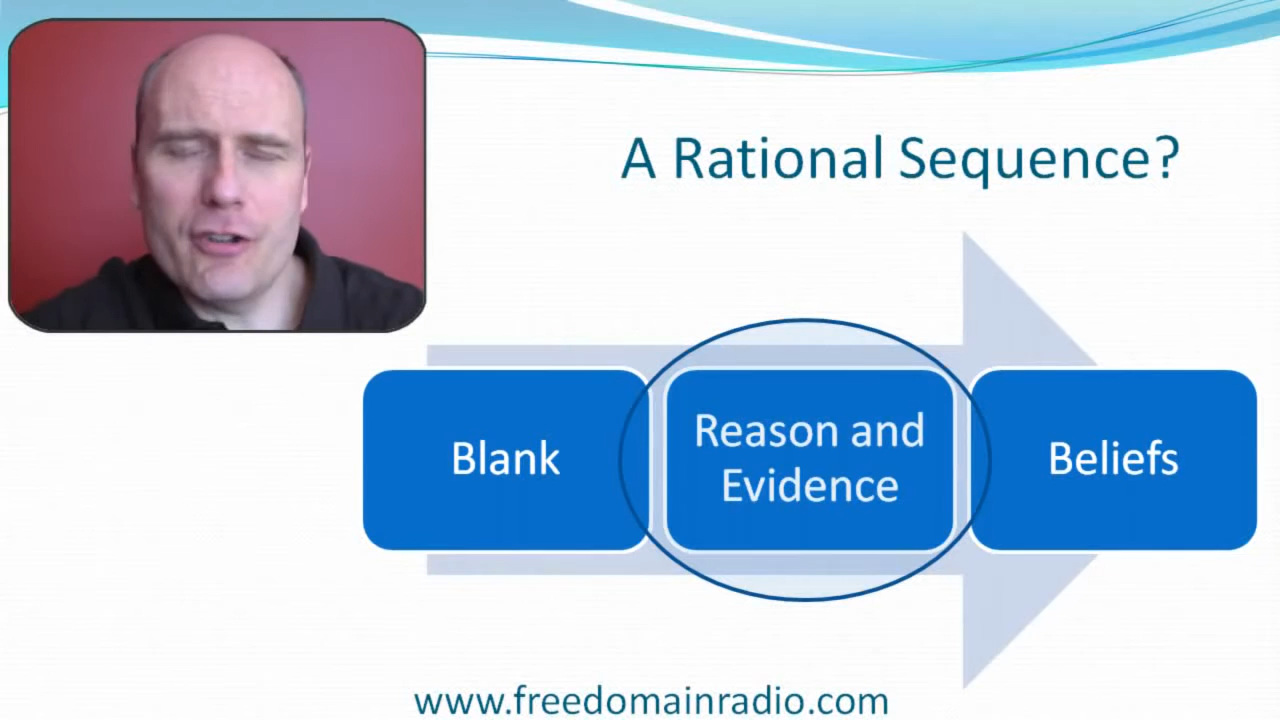 A Rational Sequence?
Blank
Reason and
Evidence
Beliefs
www.freedomainradio.com